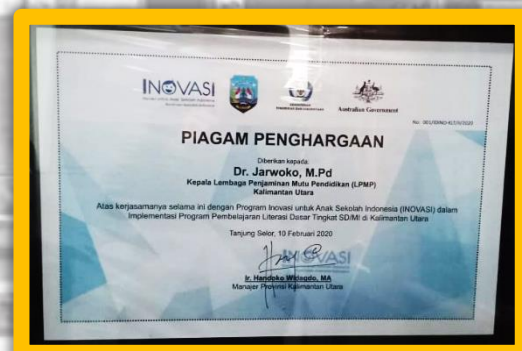 INOVASI
Australian Government
PIAGAM PENGHARGAAN
Diberikan kepada:
Dr. Jarwoko, M.Pd
Kepala Lembaga Penjaminan Mutu Pendidikan (LPMP)
Kalimantan Utara
Atas kerjasamanya selama ini dengan Program Inovasi untuk Anak Sekolah Indonesia (INOVASI) dalam
Implementasi Program Pembelajaran Literasi Dasar Tingkat SD/MI di Kalimantan Utara
Tanjung Selor, 10 Februari 2020
INOVASI
Ir. Handoko Widagdo, MA
Manajer Provinsi Kalimantan Utara